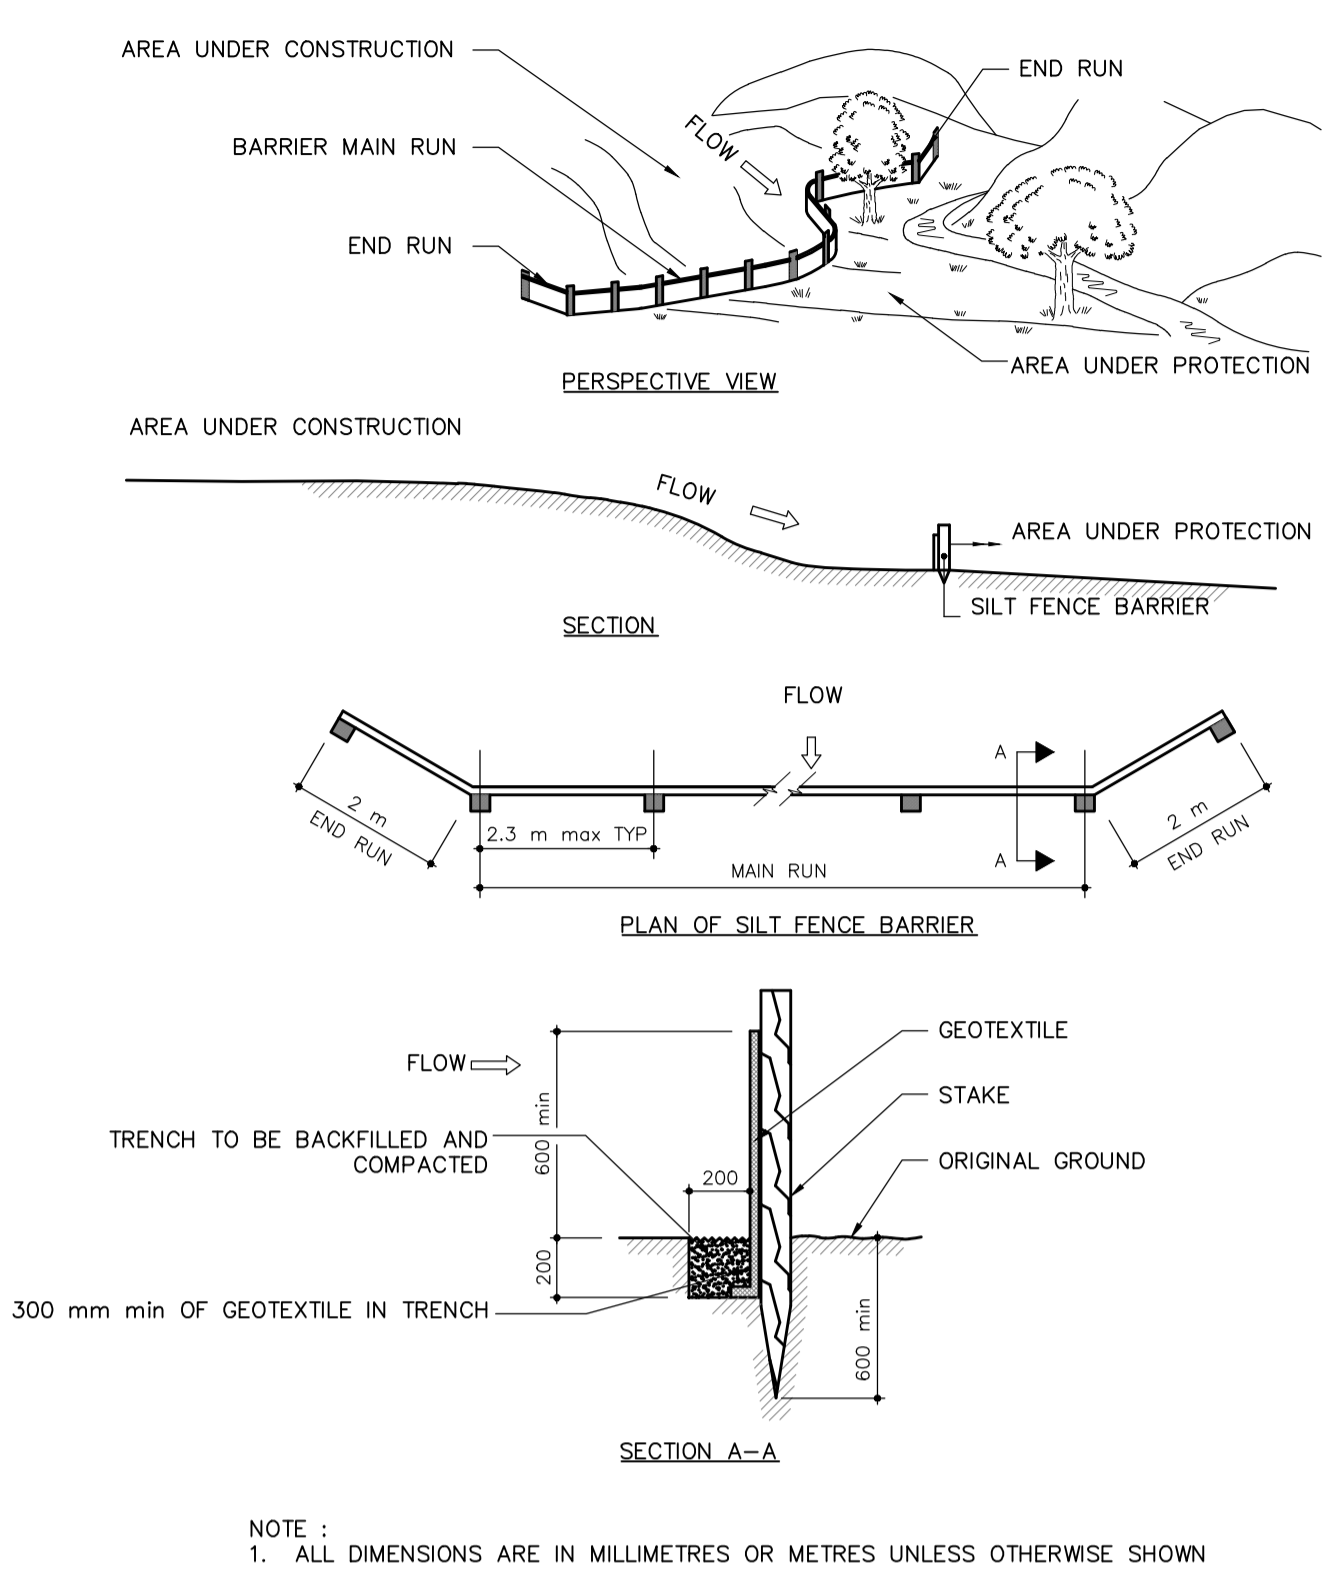 AREA UNDER CONSTRUCTION
END RUN
FLOW
BARRIER MAIN RUN
END RUN
AREA UNDER PROTECTION
PERSPECTIVE VIEW
AREA UNDER CONSTRUCTION
FLOW
AREA UNDER PROTECTION
SILT FENCE BARRIER
SECTION
FLOW
A
2 m
END RUN
2.3 m max TYP
2 m
END RUN
A
MAIN RUN
PLAN OF SILT FENCE BARRIER
GEOTEXTILE
FLOW
STAKE
600 min
TRENCH TO BE BACKFILLED AND
COMPACTED
ORIGINAL GROUND
200
200
300 mm min OF GEOTEXTILE IN TRENCH
600 min
SECTION A-A
NOTE :
1. ALL DIMENSIONS ARE IN MILLIMETRES OR METRES UNLESS OTHERWISE SHOWN